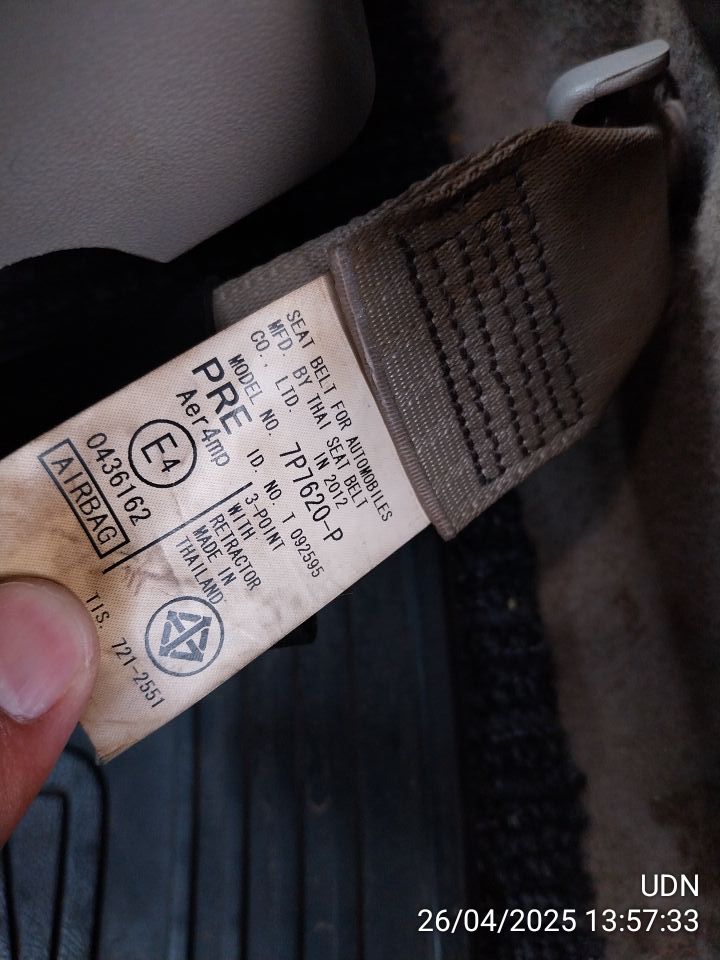 SEAT BELT FOR AUTOMOBILES
MFD. BY THAI SEAT BELT
CO., LTD. IN 2012
MODEL NO. 7P7620-P
PRE ID. NO. T 092595
Aer4mp
E4
0436162
AIRBAG
3-POINT
WITH
RETRACTOR
MADE IN
THAILAND
TIS. 721-2551
UDN
26/04/2025 13:57:33